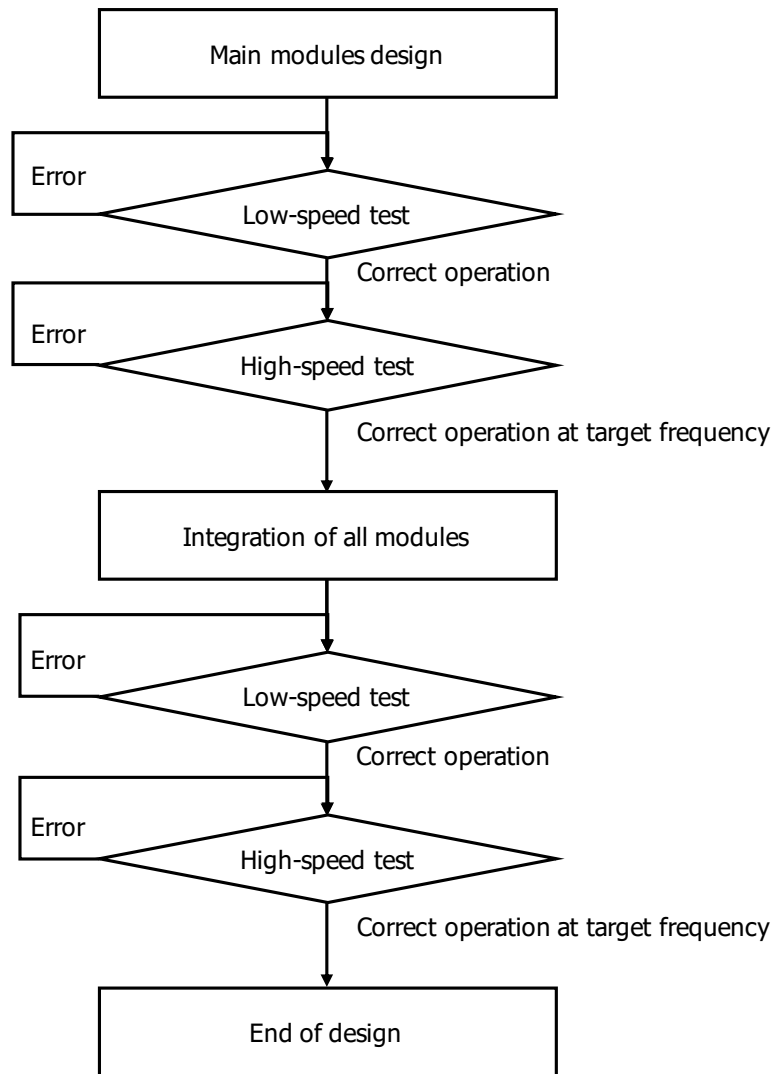 Main modules design
Error
Low-speed test
Correct operation
Error
High-speed test
Correct operation at target frequency
Integration of all modules
Error
Low-speed test
Correct operation
Error
High-speed test
Correct operation at target frequency
End of design